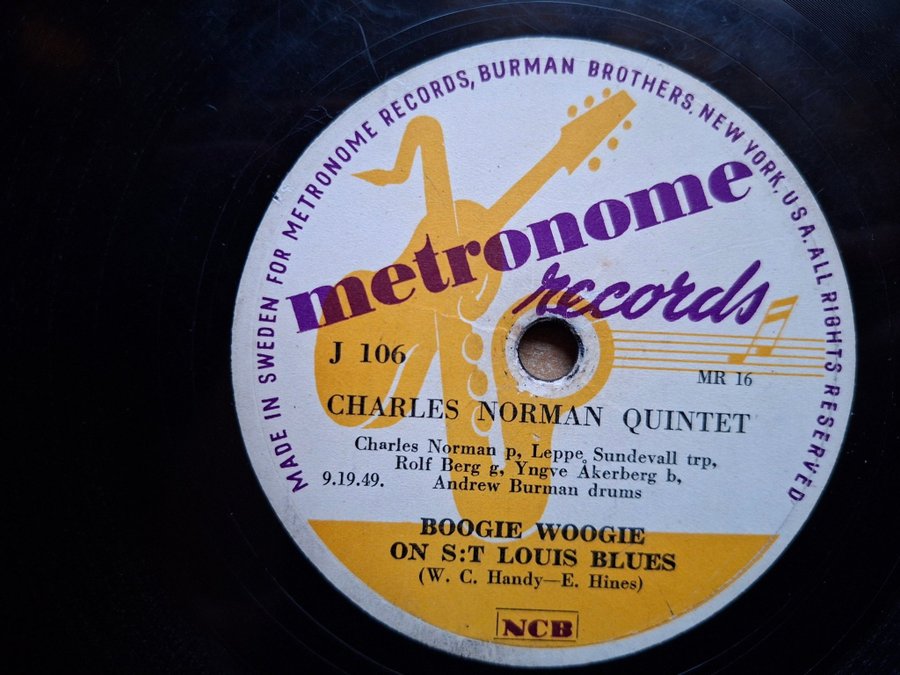 MADE IN SWEDEN FOR METRONOME RECORDS, BURMAN BROTHERS, NEW YORK, USA. ALL RIGHTS RESERVED
metronome
records
J 106
MR 16
CHARLES NORMAN QUINTET
Charles Norman p, Leppe Sundevall trp,
Rolf Berg g, Yngve Åkerberg b,
9.19.49.
Andrew Burman drums
BOOGIE WOOGIE
ON S:T LOUIS BLUES
(W. C. Handy—E. Hines)
NCB